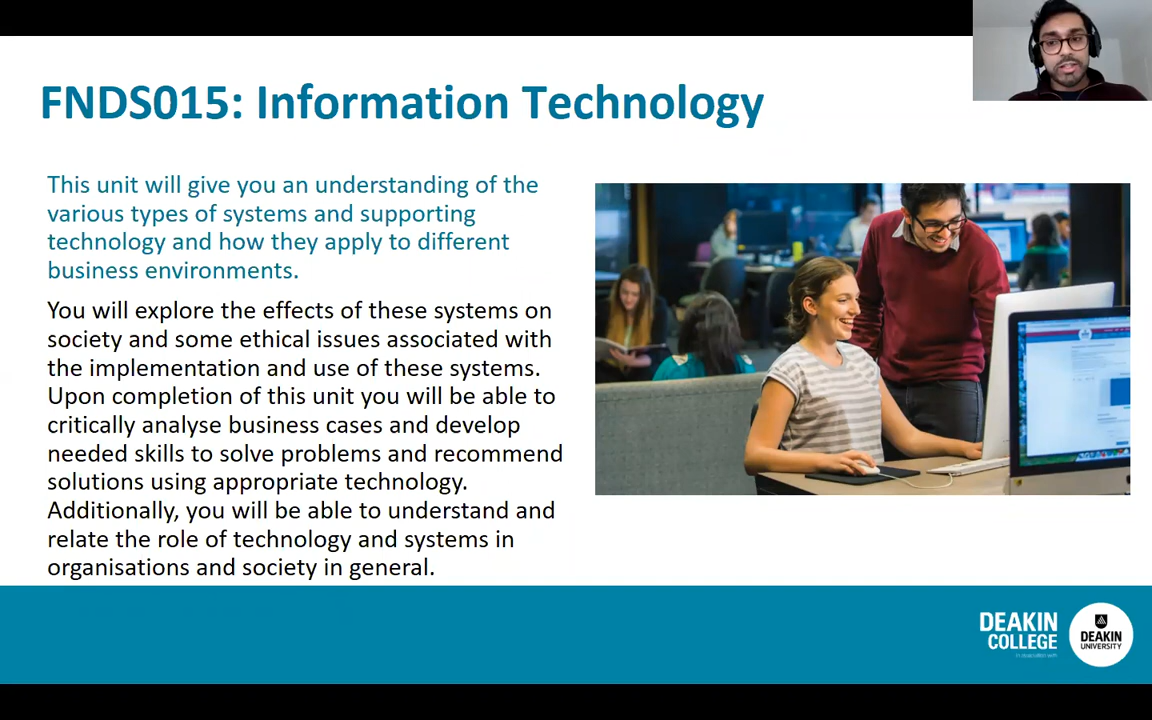 FNDS015: Information Technology
This unit will give you an understanding of the
various types of systems and supporting
technology and how they apply to different
business environments.
You will explore the effects of these systems on
society and some ethical issues associated with
the implementation and use of these systems.
Upon completion of this unit you will be able to
critically analyse business cases and develop
needed skills to solve problems and recommend
solutions using appropriate technology.
Additionally, you will be able to understand and
relate the role of technology and systems in
organisations and society in general.
DEAKIN
COLLEGE
in association with
DEAKIN
UNIVERSITY